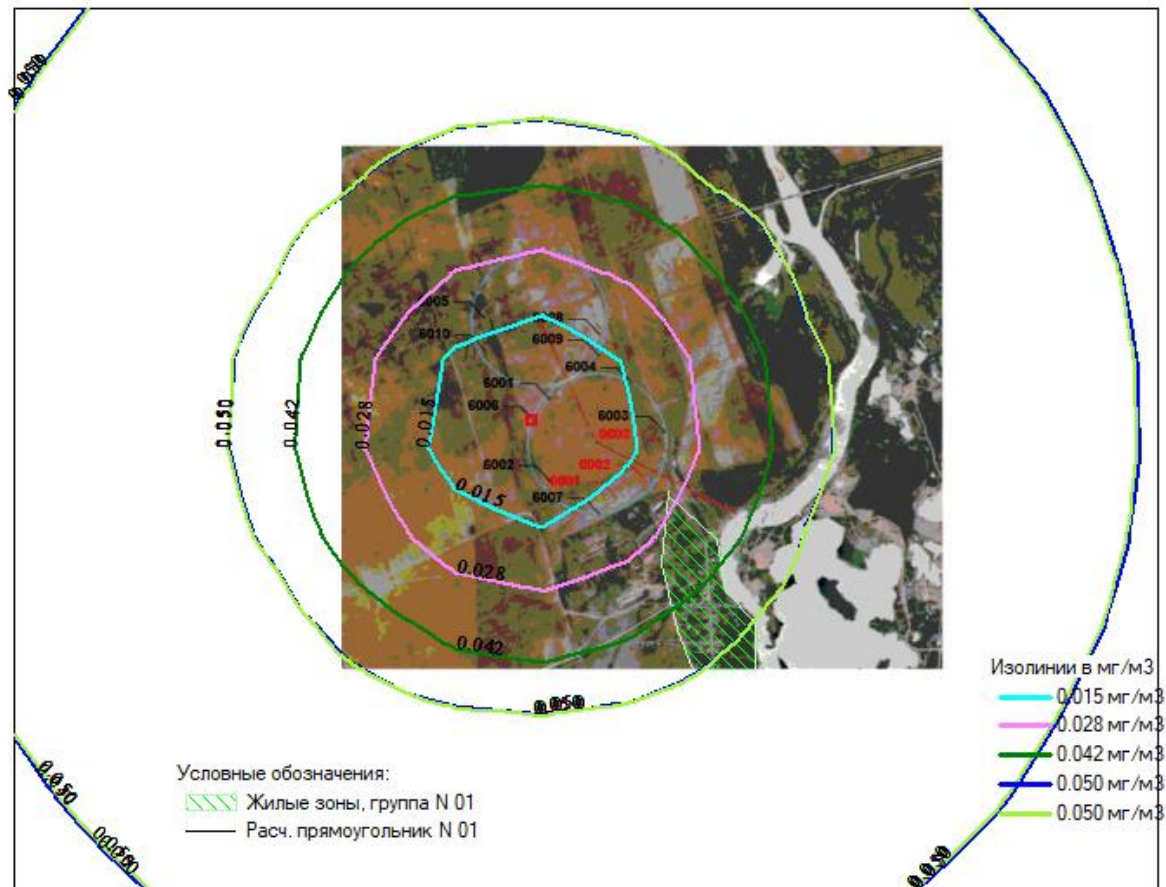 0.050
6005
6008
6010
6009
6004
6001
6006
6003
0003
0.050
0.042
0.028
0.015
6002
0002
0001
0.015
6007
0.028
0.042
0.050
Изолинии в мг/м3
0.015 мг/м3
0.028 мг/м3
0.042 мг/м3
0.050 мг/м3
0.050 мг/м3
Условные обозначения:
Жилые зоны, группа N 01
Расч. прямоугольник N 01
0.050
0.050
0.050